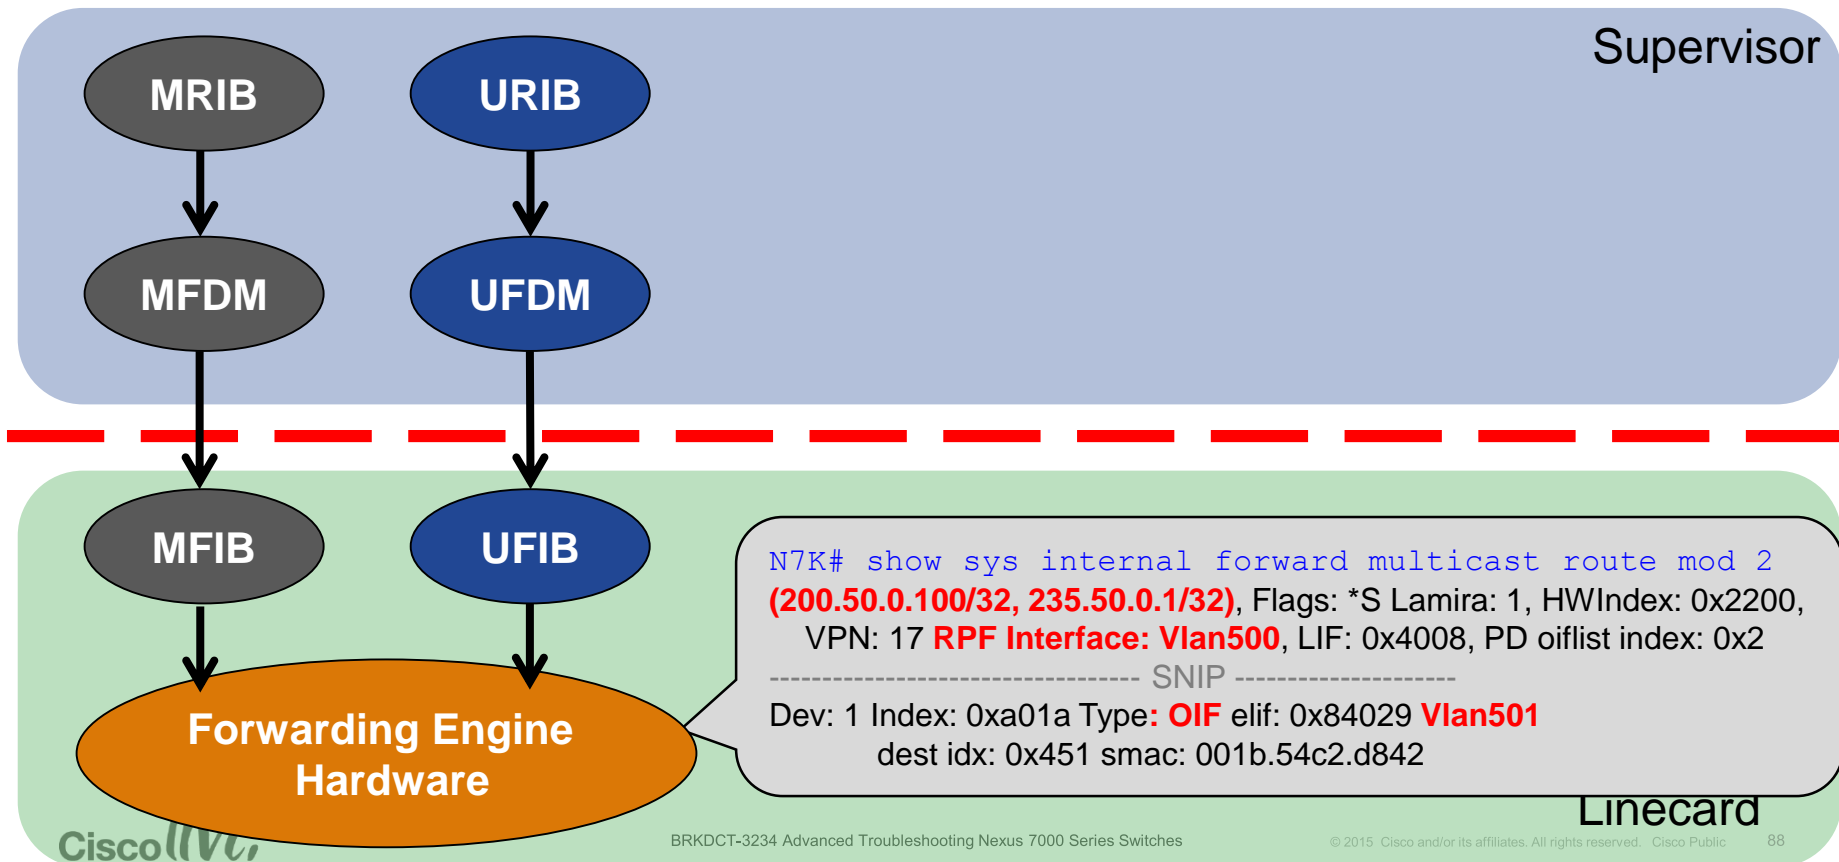 Supervisor
MRIB
URIB
MFDM
UFDM
MFIB
UFIB
N7K# show sys internal forward multicast route mod 2
(200.50.0.100/32, 235.50.0.1/32), Flags: *S Lamira: 1, HWIndex: 0x2200,
VPN: 17 RPF Interface: Vlan500, LIF: 0x4008, PD oiflist index: 0x2
----------------------------------- SNIP ---------------------
Dev: 1 Index: 0xa01a Type: OIF elif: 0x84029 Vlan501
dest idx: 0x451 smac: 001b.54c2.d842
Forwarding Engine
Hardware
Linecard
Cisco live!
BRKDCT-3234 Advanced Troubleshooting Nexus 7000 Series Switches
© 2015 Cisco and/or its affiliates. All rights reserved. Cisco Public
88